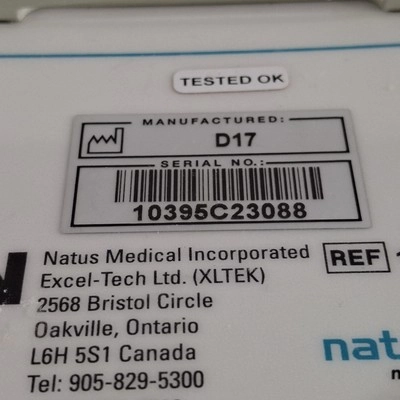 TESTED OK
MANUFACTURED:
D17
SERIAL NO.:
10395C23088
Natus Medical Incorporated
Excel-Tech Ltd. (XLTEK)
2568 Bristol Circle
Oakville, Ontario
L6H 5S1 Canada
Tel: 905-829-5300
REF